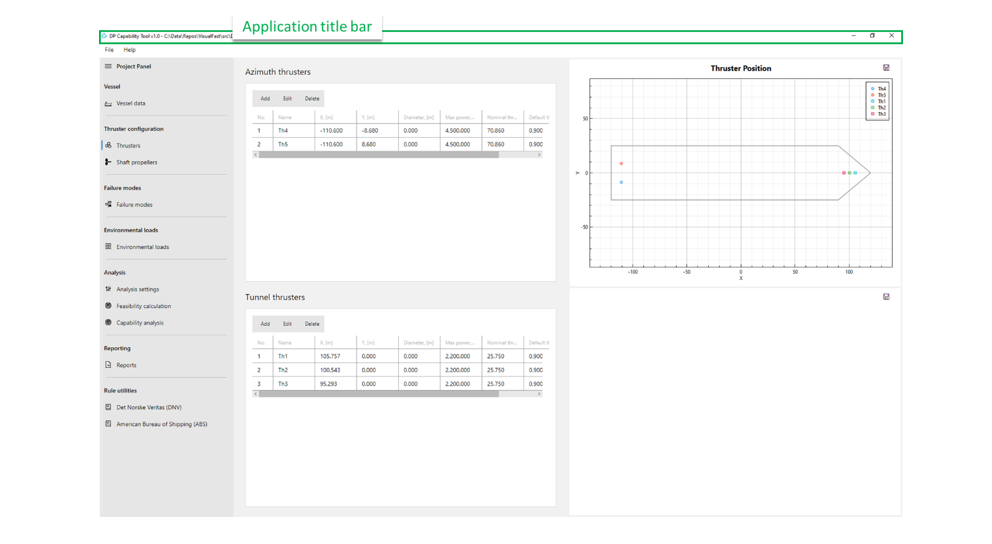 Application title bar
DP Capability Tool v1.0 - C:\Data\Repos\VisualFed\src\D
File Help
Project Panel
Vessel
Vessel data
Thruster configuration
Thrusters
Shaft propellers
Failure modes
Failure modes
Environmental loads
Environmental loads
Analysis
Analysis settings
Feasibility calculation
Capability analysis
Reporting
Reports
Rule utilities
Det Norske Veritas (DNV)
American Bureau of Shipping (ABS)
Azimuth thrusters
Add Edit Delete
No. Name X, [m] Y, [m] Diameter, [m] Max power,... Nominal thr... Default t
1 Th4 -110.600 -8.680 0.000 4.500.000 70.860 0.900
2 Th5 -110.600 8.680 0.000 4.500.000 70.860 0.900
Tunnel thrusters
Add Edit Delete
No. Name X, [m] Y, [m] Diameter, [m] Max power,... Nominal thr... Default t
1 Th1 105.757 0.000 0.000 2.200.000 25.750 0.900
2 Th2 100.543 0.000 0.000 2.200.000 25.750 0.900
3 Th3 95.293 0.000 0.000 2.200.000 25.750 0.900
Thruster Position
Th4
Th5
Th1
Th2
Th3
50
Y 0
-50
-100 -50 0 50 100
X